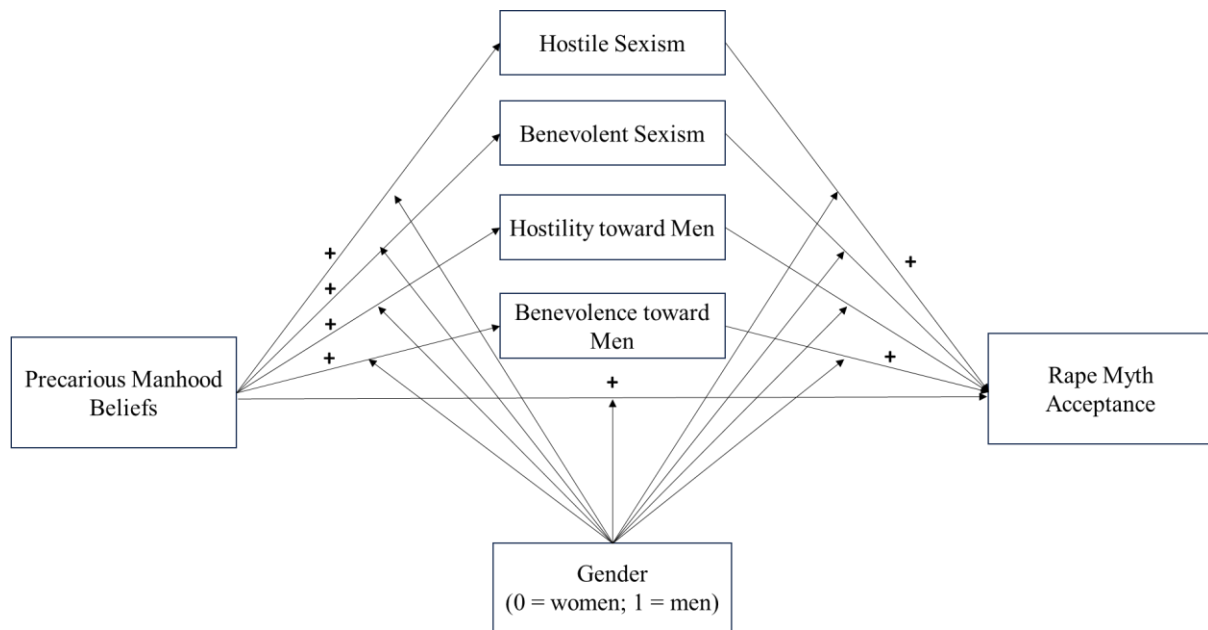 Hostile Sexism
Benevolent Sexism
Hostility toward Men
+
+
+
Benevolence toward
Men
+
+
+
+
Precarious Manhood
Beliefs
Rape Myth
Acceptance
Gender
(0 = women; 1 = men)